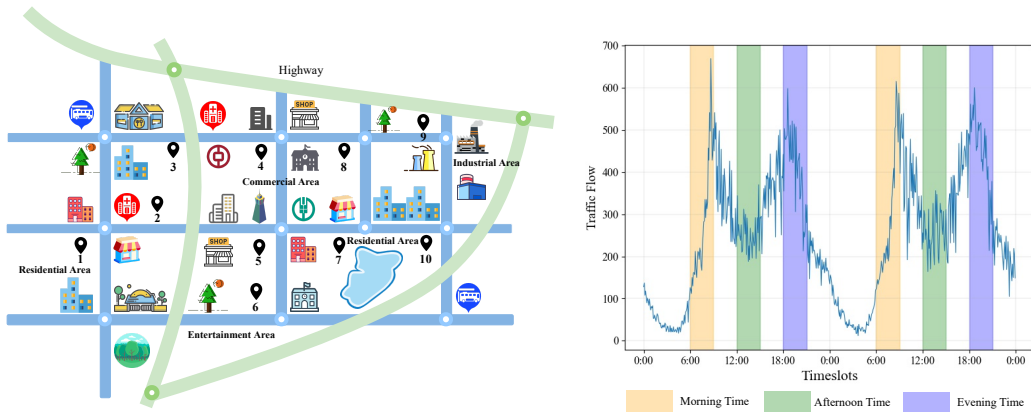 Highway
SHOP
9
Industrial Area
3
4
8
Commercial Area
2
SHOP
1
5
7
Residential Area
10
Residential Area
6
Entertainment Area
700
600
500
400
300
200
100
0
Traffic Flow
0:00 6:00 12:00 18:00 0:00 6:00 12:00 18:00 0:00
Timeslots
Morning Time Afternoon Time Evening Time